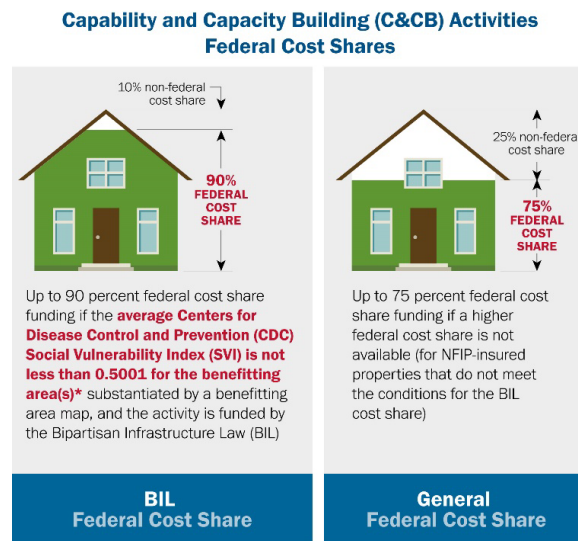 Capability and Capacity Building (C&CB) Activities
Federal Cost Shares
10% non-federal
cost share
90%
FEDERAL
COST
SHARE
Up to 90 percent federal cost share
funding if the average Centers for
Disease Control and Prevention (CDC)
Social Vulnerability Index (SVI) is not
less than 0.5001 for the benefitting
area(s)* substantiated by a benefitting
area map, and the activity is funded by
the Bipartisan Infrastructure Law (BIL)
BIL
Federal Cost Share
25% non-federa
cost share
75%
FEDERAL
COST
SHARE
Up to 75 percent federal cost
share funding if a higher
federal cost share is not
available (for NFIP-insured
properties that do not meet
the conditions for the BIL
cost share)
General
Federal Cost Share